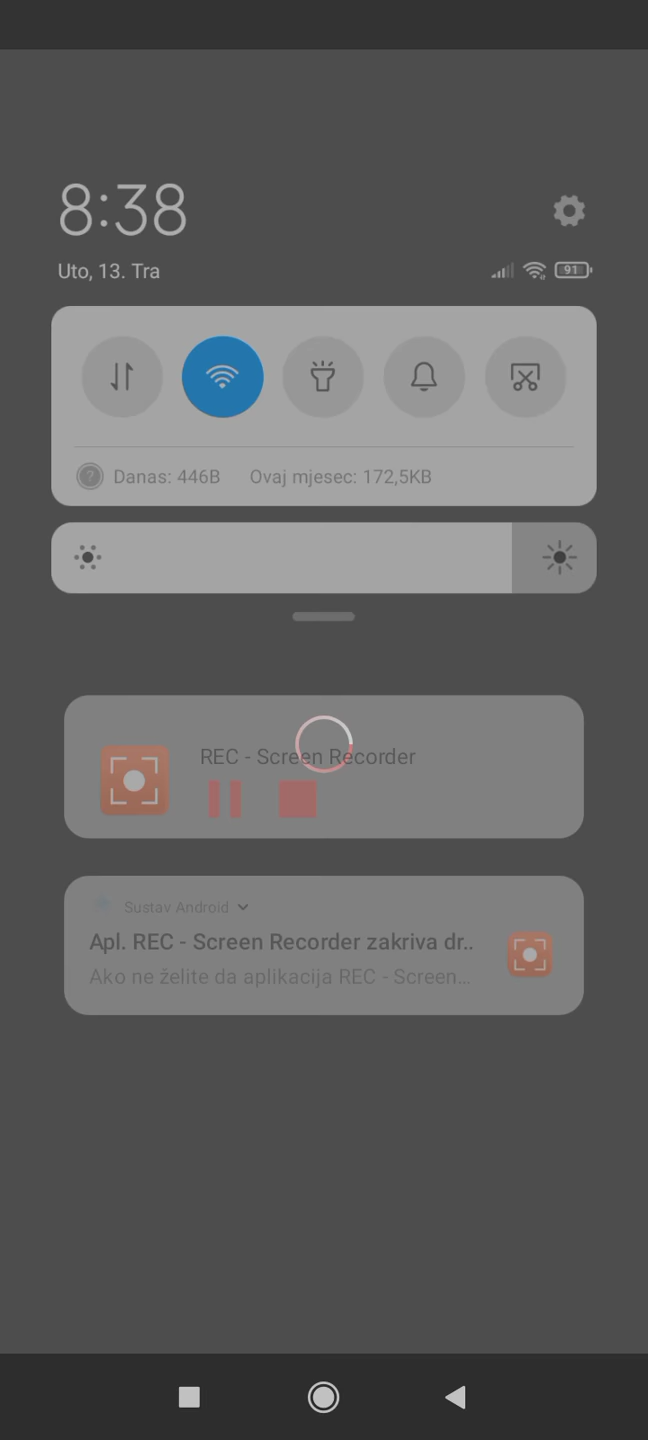 8:38
Uto, 13. Tra
91
Danas: 446B Ovaj mjesec: 172,5KB
REC - Screen Recorder
Sustav Android
Apl. REC - Screen Recorder zakriva dr..
Ako ne želite da aplikacija REC - Screen...